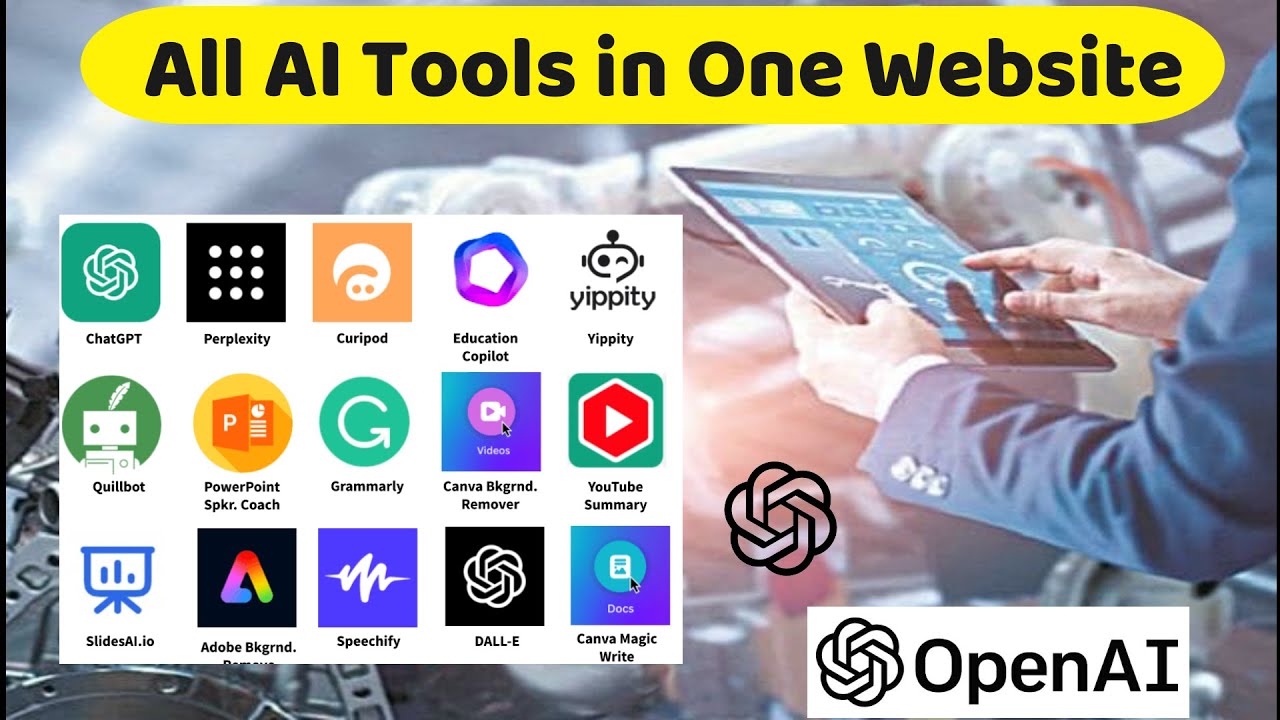 All AI Tools in One Website
ChatGPT
Perplexity
Curipod
Education
Copilot
yippity
Yippity
Quillbot
P
PowerPoint
Spkr. Coach
Grammarly
Videos
Canva Bkgrnd.
Remover
YouTube
Summary
SlidesAI.io
Adobe Bkgrnd.
Remove
Speechify
DALL-E
Docs
Canva Magic
Write
OpenAI